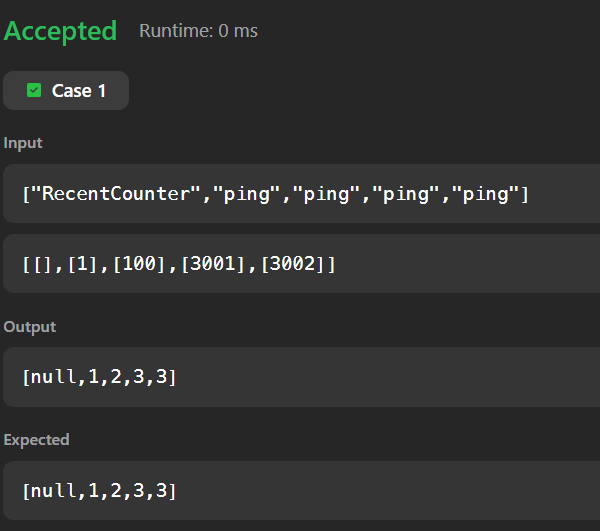 Accepted Runtime: 0 ms
Case 1
Input
["RecentCounter","ping","ping","ping","ping"]
[[],[1],[100],[3001],[3002]]
Output
[null,1,2,3,3]
Expected
[null,1,2,3,3]